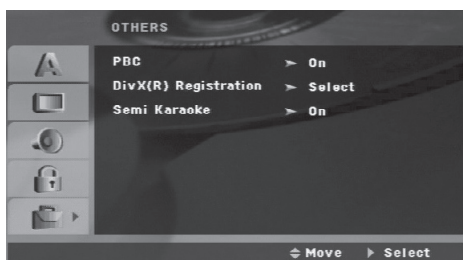 OTHERS
A
PBC ➣ On
DivX(R) Registration ➣ Select
Semi Karaoke ➣ On
Move Select